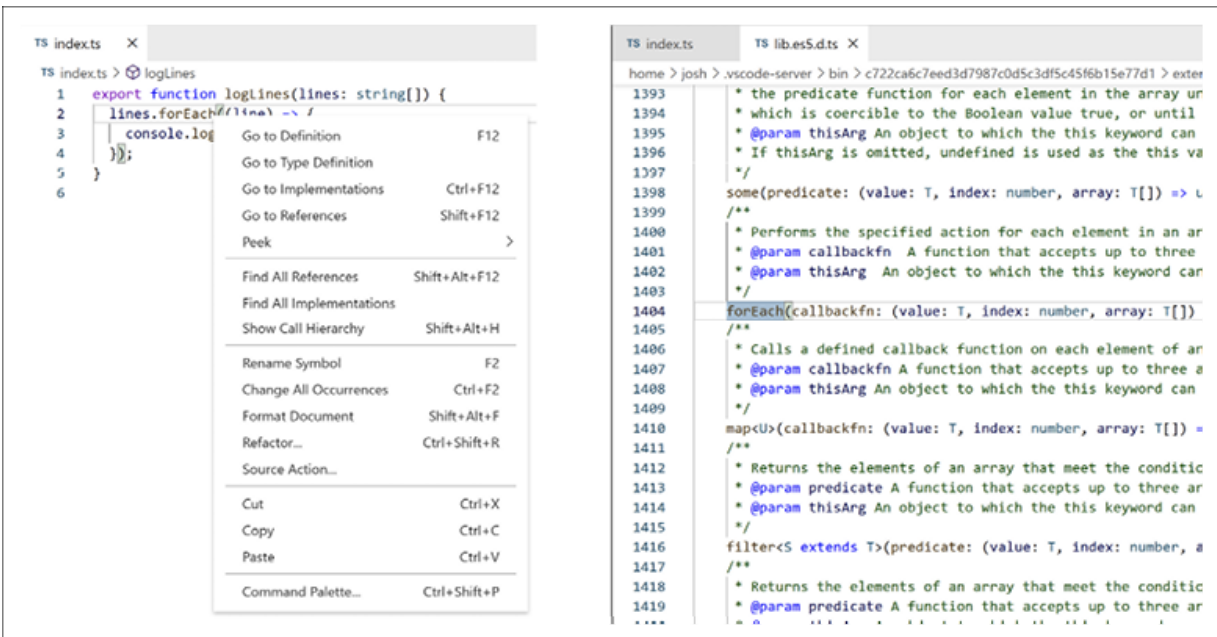 TS index.ts ×
TS index.ts > logLines
1 export function logLines(lines: string[]) {
2 lines.forEach((line) => {
3 console.log
4 });
5 }
6
Go to Definition F12
Go to Type Definition
Go to Implementations Ctrl+F12
Go to References Shift+F12
Peek >
Find All References Shift+Alt+F12
Find All Implementations
Show Call Hierarchy Shift+Alt+H
Rename Symbol F2
Change All Occurrences Ctrl+F2
Format Document Shift+Alt+F
Refactor... Ctrl+Shift+R
Source Action...
Cut Ctrl+X
Copy Ctrl+C
Paste Ctrl+V
Command Palette... Ctrl+Shift+P
TS index.ts TS lib.es5.d.ts ×
home > josh > .vscode-server > bin > c722ca6c7eed3d7987c0d5c3df5c45f6b15e77d1 > exter
1393 * the predicate function for each element in the array ur
1394 * which is coercible to the Boolean value true, or until
1395 * @param thisArg An object to which the this keyword can
1396 * If thisArg is omitted, undefined is used as the this va
1397 */
1398 some(predicate: (value: T, index: number, array: T[]) => u
1399 /**
1400 * Performs the specified action for each element in an ar
1401 * @param callbackfn A function that accepts up to three
1402 * @param thisArg An object to which the this keyword can
1403 */
1404 forEach(callbackfn: (value: T, index: number, array: T[])
1405 /**
1406 * Calls a defined callback function on each element of ar
1407 * @param callbackfn A function that accepts up to three a
1408 * @param thisArg An object to which the this keyword can
1409 */
1410 map<U>(callbackfn: (value: T, index: number, array: T[]) =
1411 /**
1412 * Returns the elements of an array that meet the conditic
1413 * @param predicate A function that accepts up to three ar
1414 * @param thisArg An object to which the this keyword can
1415 */
1416 filter<S extends T>(predicate: (value: T, index: number, a
1417 /**
1418 * Returns the elements of an array that meet the conditic
1419 * @param predicate A function that accepts up to three ar